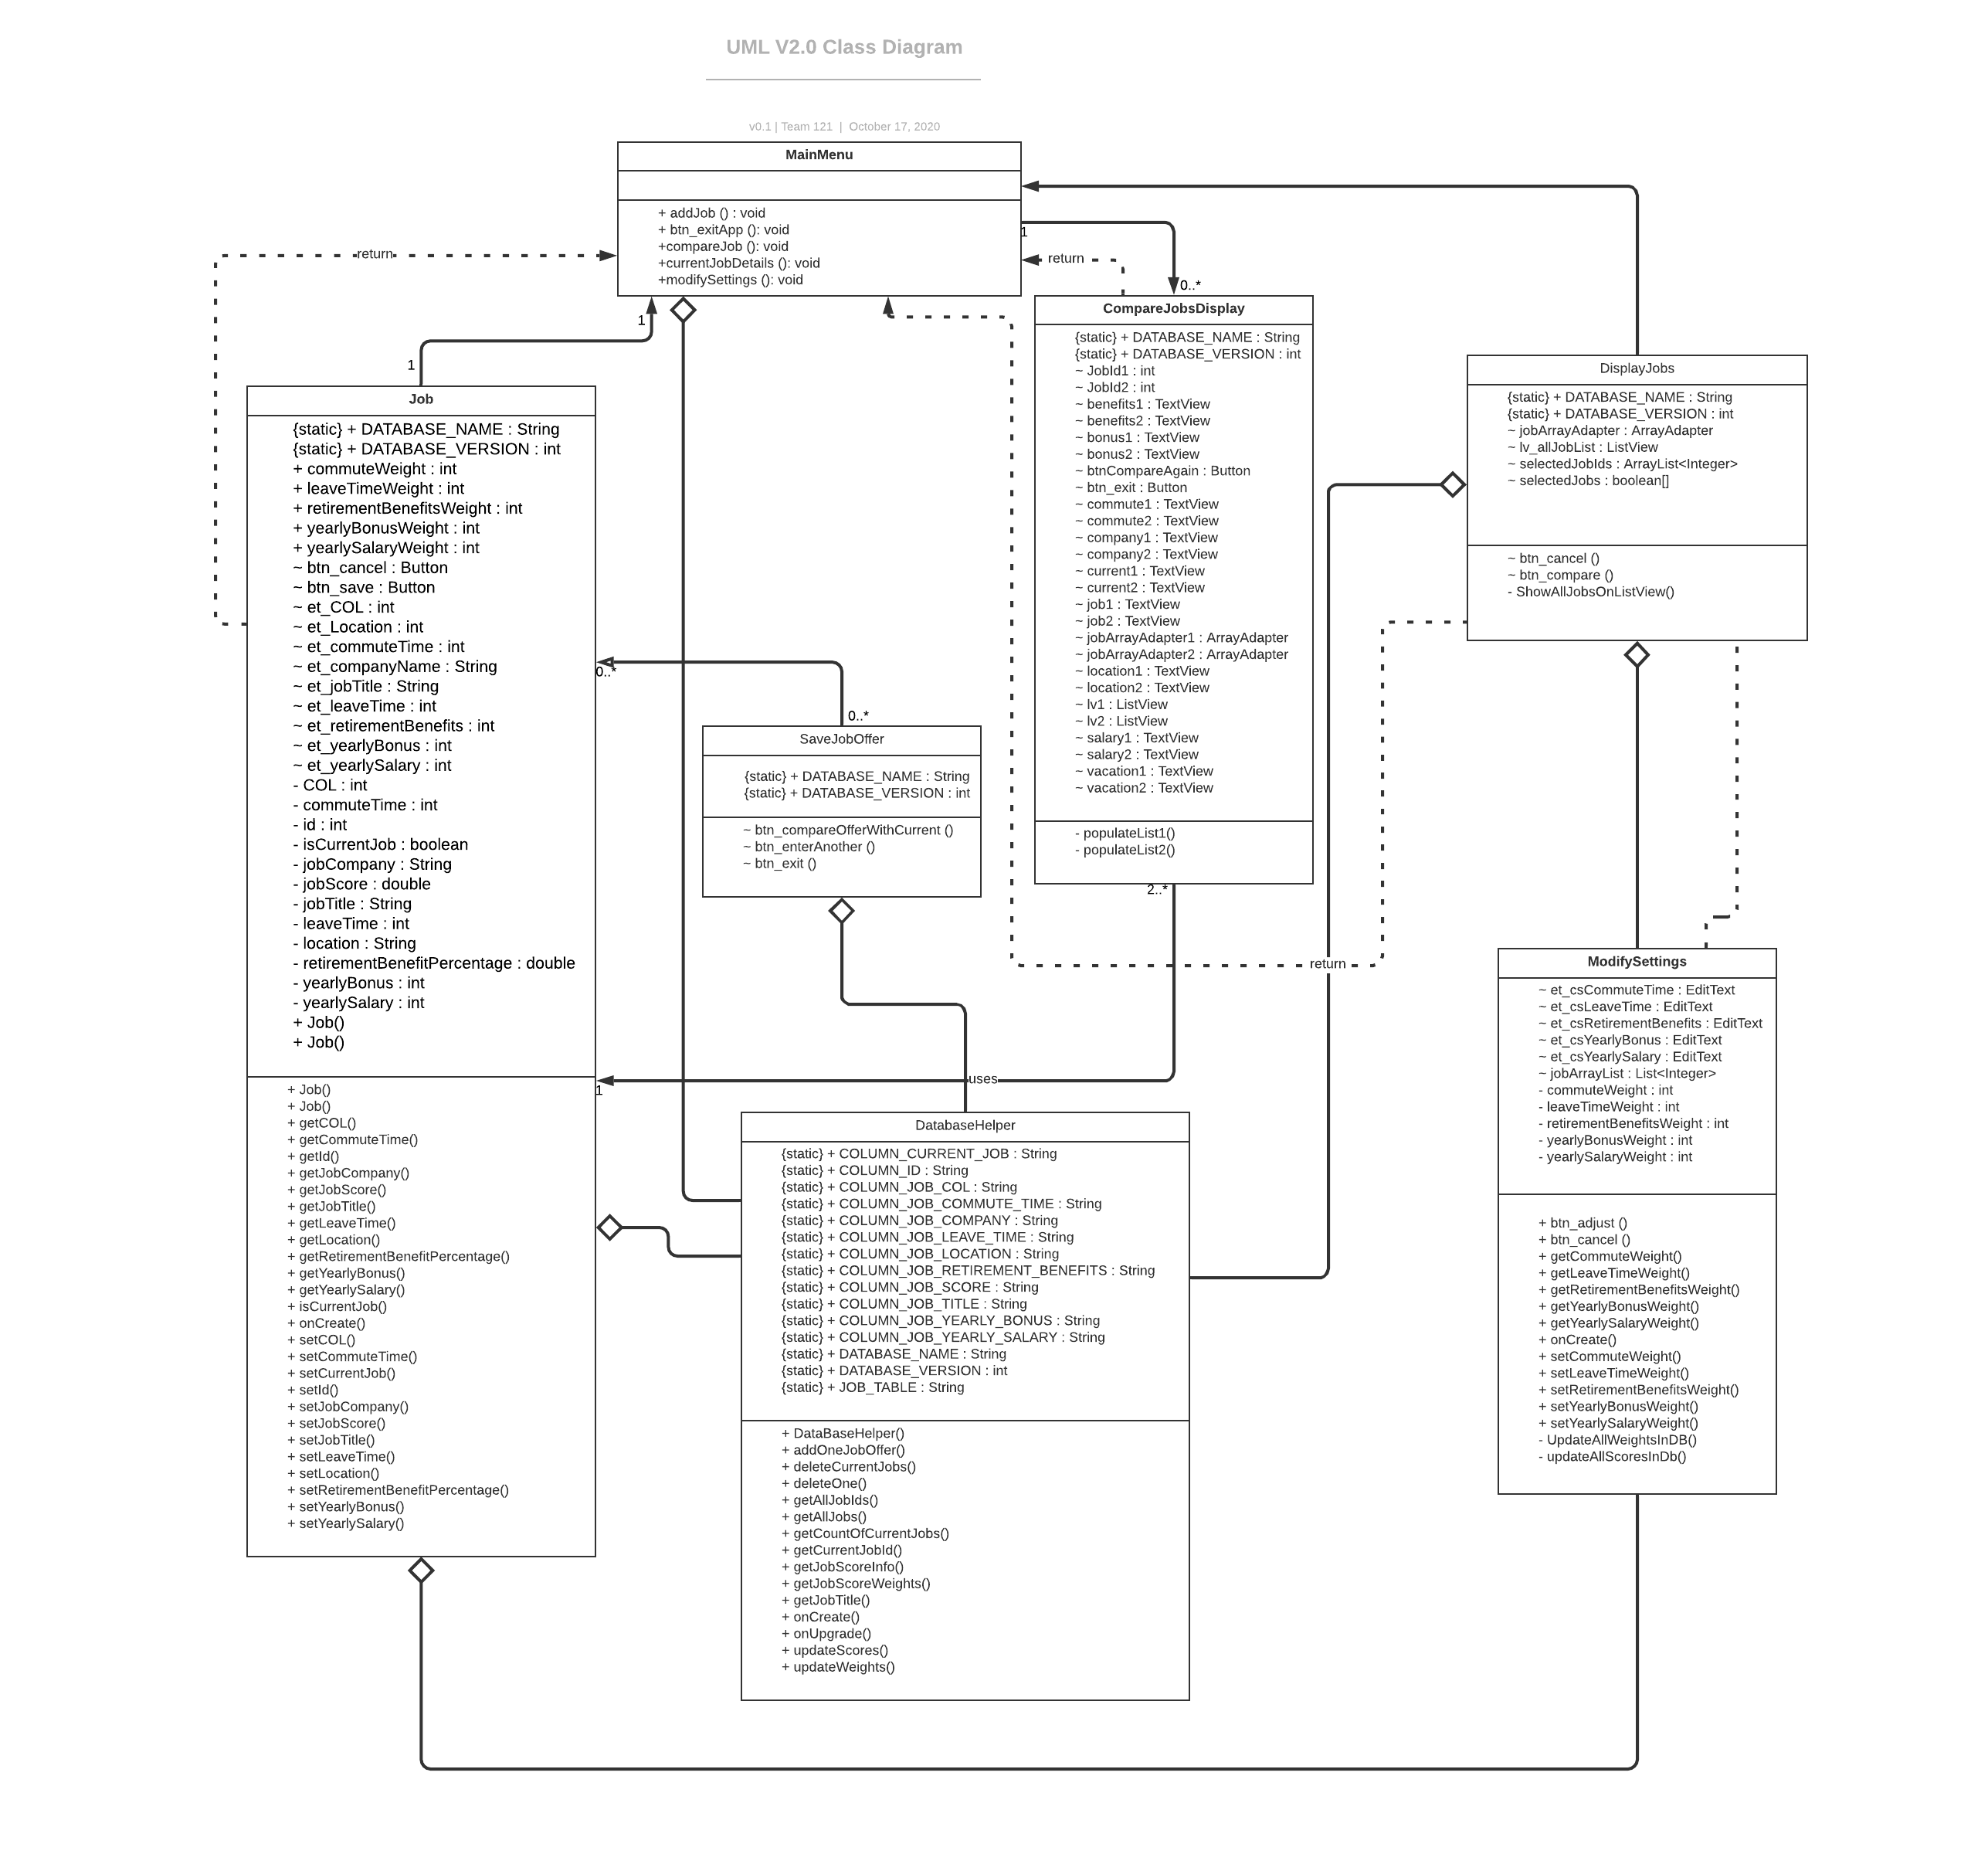 UML V2.0 Class Diagram
v0.1 | Team 121 | October 17, 2020
MainMenu
+ addJob () : void
+ btn_exitApp (): void
+compareJob (): void
+currentJobDetails (): void
+modifySettings (): void
return
1
return
0..*
1
1
CompareJobsDisplay
{static} + DATABASE_NAME : String
{static} + DATABASE_VERSION : int
~ JobId1 : int
~ JobId2 : int
~ benefits1 : TextView
~ benefits2 : TextView
~ bonus1 : TextView
~ bonus2 : TextView
~ btnCompareAgain : Button
~ btn_exit : Button
~ commute1 : TextView
~ commute2 : TextView
~ company1 : TextView
~ company2 : TextView
~ current1 : TextView
~ current2 : TextView
~ job1 : TextView
~ job2 : TextView
~ jobArrayAdapter1 : ArrayAdapter
~ jobArrayAdapter2 : ArrayAdapter
~ location1 : TextView
~ location2 : TextView
~ lv1 : ListView
~ lv2 : ListView
~ salary1 : TextView
~ salary2 : TextView
~ vacation1 : TextView
~ vacation2 : TextView
- populateList1()
- populateList2()
2..*
DisplayJobs
{static} + DATABASE_NAME : String
{static} + DATABASE_VERSION : int
~ jobArrayAdapter : ArrayAdapter
~ lv_allJobList : ListView
~ selectedJobIds : ArrayList<Integer>
~ selectedJobs : boolean[]
~ btn_cancel ()
~ btn_compare ()
- ShowAllJobsOnListView()
Job
{static} + DATABASE_NAME : String
{static} + DATABASE_VERSION : int
+ commuteWeight : int
+ leaveTimeWeight : int
+ retirementBenefitsWeight : int
+ yearlyBonusWeight : int
+ yearlySalaryWeight : int
~ btn_cancel : Button
~ btn_save : Button
~ et_COL : int
~ et_Location : int
~ et_commuteTime : int
~ et_companyName : String
~ et_jobTitle : String
~ et_leaveTime : int
~ et_retirementBenefits : int
~ et_yearlyBonus : int
~ et_yearlySalary : int
- COL : int
- commuteTime : int
- id : int
- isCurrentJob : boolean
- jobCompany : String
- jobScore : double
- jobTitle : String
- leaveTime : int
- location : String
- retirementBenefitPercentage : double
- yearlyBonus : int
- yearlySalary : int
+ Job()
+ Job()
+ Job()
+ Job()
+ getCOL()
+ getCommuteTime()
+ getId()
+ getJobCompany()
+ getJobScore()
+ getJobTitle()
+ getLeaveTime()
+ getLocation()
+ getRetirementBenefitPercentage()
+ getYearlyBonus()
+ getYearlySalary()
+ isCurrentJob()
+ onCreate()
+ setCOL()
+ setCommuteTime()
+ setCurrentJob()
+ setId()
+ setJobCompany()
+ setJobScore()
+ setJobTitle()
+ setLeaveTime()
+ setLocation()
+ setRetirementBenefitPercentage()
+ setYearlyBonus()
+ setYearlySalary()
0..*
0..*
SaveJobOffer
{static} + DATABASE_NAME : String
{static} + DATABASE_VERSION : int
~ btn_compareOfferWithCurrent ()
~ btn_enterAnother ()
~ btn_exit ()
return
uses
1
ModifySettings
~ et_csCommuteTime : EditText
~ et_csLeaveTime : EditText
~ et_csRetirementBenefits : EditText
~ et_csYearlyBonus : EditText
~ et_csYearlySalary : EditText
~ jobArrayList : List<Integer>
- commuteWeight : int
- leaveTimeWeight : int
- retirementBenefitsWeight : int
- yearlyBonusWeight : int
- yearlySalaryWeight : int
+ btn_adjust ()
+ btn_cancel ()
+ getCommuteWeight()
+ getLeaveTimeWeight()
+ getRetirementBenefitsWeight()
+ getYearlyBonusWeight()
+ getYearlySalaryWeight()
+ onCreate()
+ setCommuteWeight()
+ setLeaveTimeWeight()
+ setRetirementBenefitsWeight()
+ setYearlyBonusWeight()
+ setYearlySalaryWeight()
- UpdateAllWeightsInDB()
- updateAllScoresInDb()
DatabaseHelper
{static} + COLUMN_CURRENT_JOB : String
{static} + COLUMN_ID : String
{static} + COLUMN_JOB_COL : String
{static} + COLUMN_JOB_COMMUTE_TIME : String
{static} + COLUMN_JOB_COMPANY : String
{static} + COLUMN_JOB_LEAVE_TIME : String
{static} + COLUMN_JOB_LOCATION : String
{static} + COLUMN_JOB_RETIREMENT_BENEFITS : String
{static} + COLUMN_JOB_SCORE : String
{static} + COLUMN_JOB_TITLE : String
{static} + COLUMN_JOB_YEARLY_BONUS : String
{static} + COLUMN_JOB_YEARLY_SALARY : String
{static} + DATABASE_NAME : String
{static} + DATABASE_VERSION : int
{static} + JOB_TABLE : String
+ DataBaseHelper()
+ addOneJobOffer()
+ deleteCurrentJobs()
+ deleteOne()
+ getAllJobIds()
+ getAllJobs()
+ getCountOfCurrentJobs()
+ getCurrentJobId()
+ getJobScoreInfo()
+ getJobScoreWeights()
+ getJobTitle()
+ onCreate()
+ onUpgrade()
+ updateScores()
+ updateWeights()